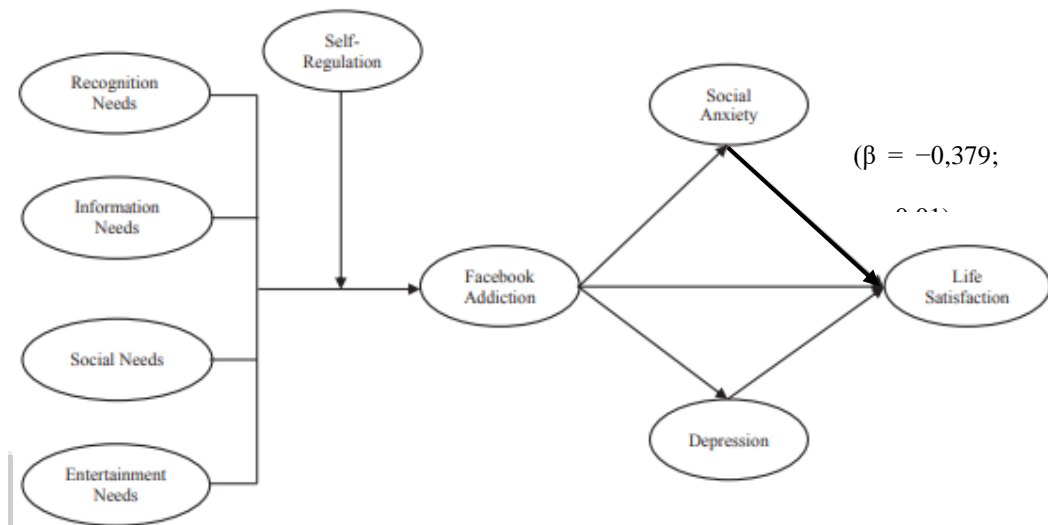 Self-
Regulation
Recognition
Needs
Social
Anxiety
(β = −0,379;
Information
Needs
Facebook
Addiction
Life
Satisfaction
Social Needs
Depression
Entertainment
Needs